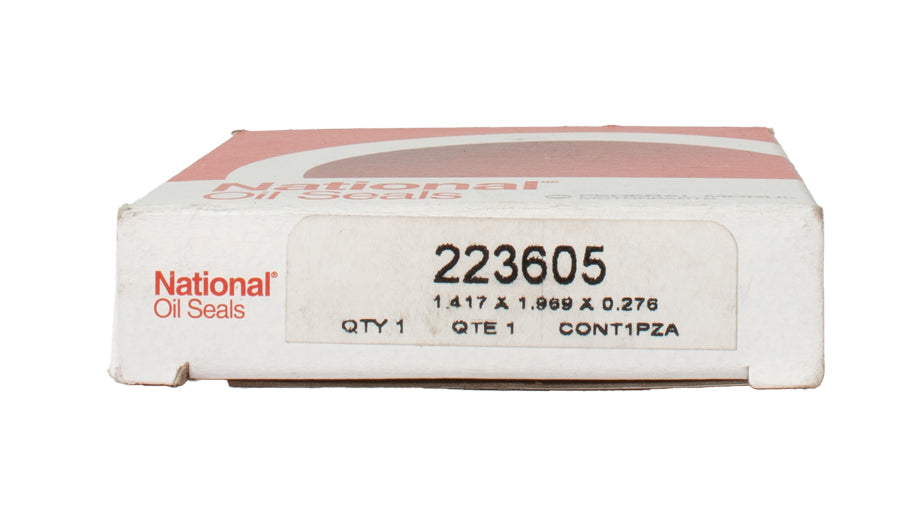 National
Oil Seals
National®
Oil Seals
223605
1.417 X 1.969 X 0.276
QTY 1 QTE 1 CONT1PZA